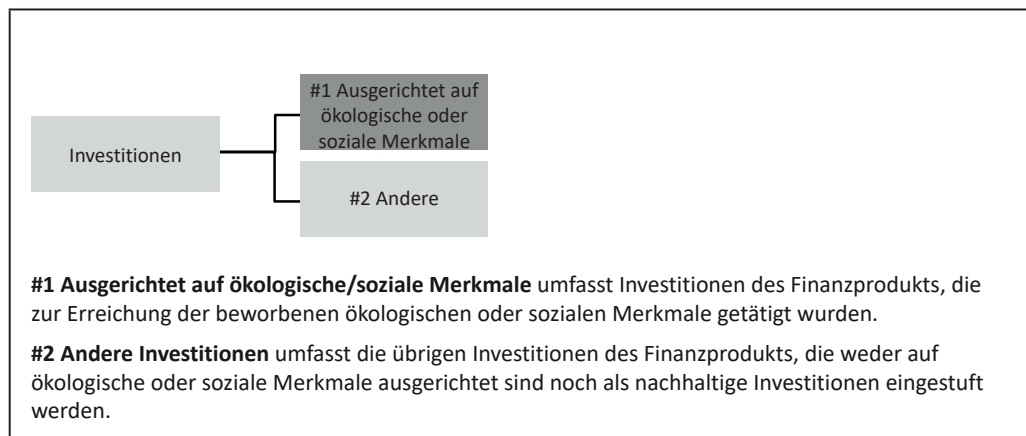 #1 Ausgerichtet auf
ökologische oder
soziale Merkmale
Investitionen
#2 Andere
#1 Ausgerichtet auf ökologische/soziale Merkmale umfasst Investitionen des Finanzprodukts, die
zur Erreichung der beworbenen ökologischen oder sozialen Merkmale getätigt wurden.
#2 Andere Investitionen umfasst die übrigen Investitionen des Finanzprodukts, die weder auf
ökologische oder soziale Merkmale ausgerichtet sind noch als nachhaltige Investitionen eingestuft
werden.